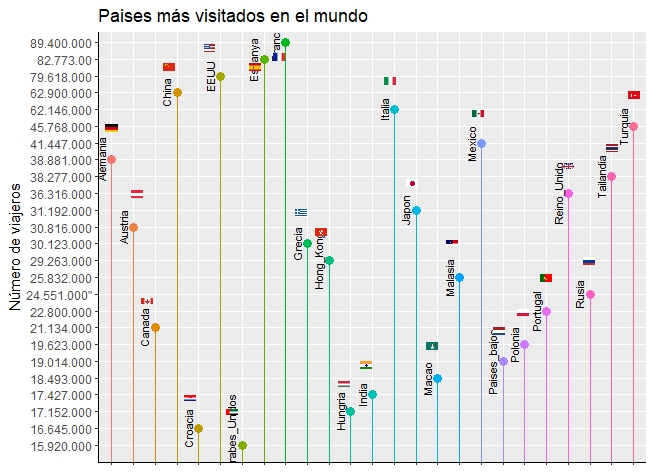 Paises más visitados en el mundo
Número de viajeros
89.400.000
82.773.000
79.618.000
62.900.000
62.146.000
45.768.000
41.447.000
38.881.000
38.277.000
36.316.000
31.192.000
30.816.000
30.123.000
29.263.000
25.832.000
24.551.000"
22.800.000
21.134.000
19.623.000
19.014.000
18.493.000
17.432.000
17.152.000
16.645.000
15.920.000
Alemania
Austria
Canada
China
Croacia
EEUU
rabes_Unidos
Espanya
Franc
Grecia
Hong_Kong
Hungria
India
Italia
Japon
Macao
Malasia
Mexico
Paises_bajo
Polonia
Portugal
Reino_Unido
Rusia
Tailandia
Turquia